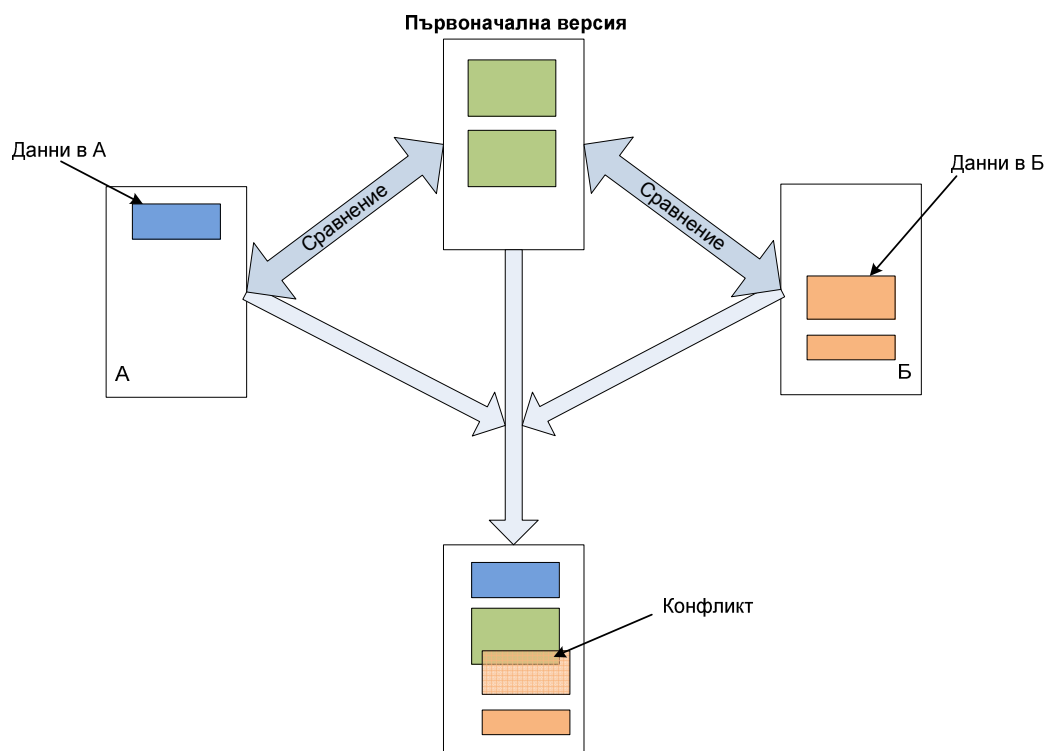 Първоначална версия
Данни в А
Данни в Б
Сравнение
Сравнение
А
Б
Конфликт